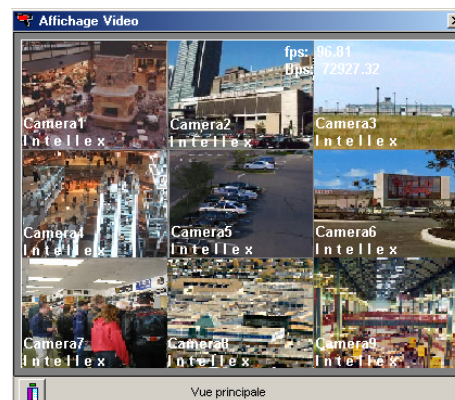 Affichage Video
fps: 96.81
Bps: 72927.32
Camera1
Intellex
Camera2
Intellex
Camera3
Intellex
Camera4
Intellex
Camera5
Intellex
Camera6
Intellex
Camera7
Intellex
Camera8
Intellex
Camera9
Intellex
Vue principale